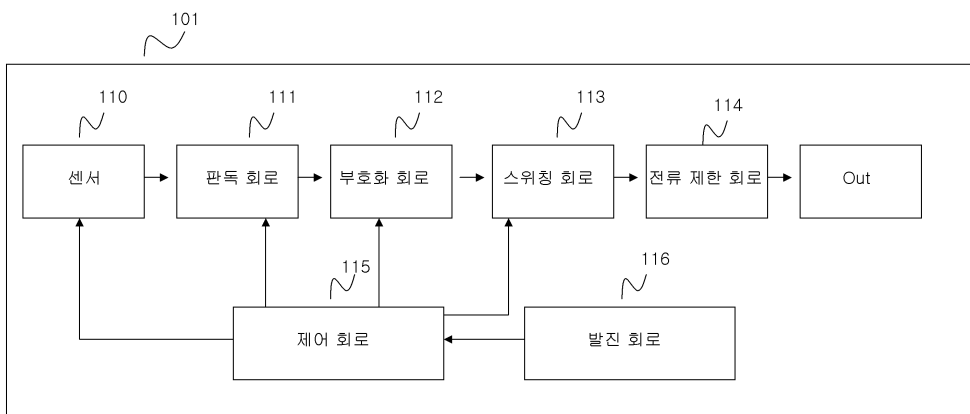 101
110
111
112
113
114
센서
판독 회로
부호화 회로
스위칭 회로
전류 제한 회로
Out
115
116
제어 회로
발진 회로